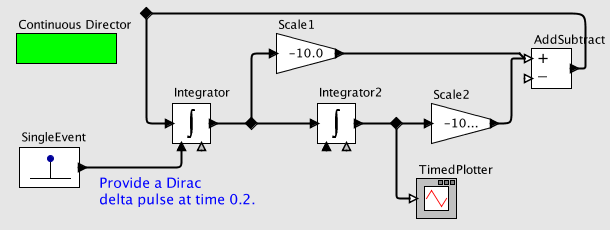 Continuous Director
Scale1
-10.0
AddSubtract
+
−
Integrator
∫
Integrator2
∫
Scale2
-10...
SingleEvent
Provide a Dirac
delta pulse at time 0.2.
TimedPlotter